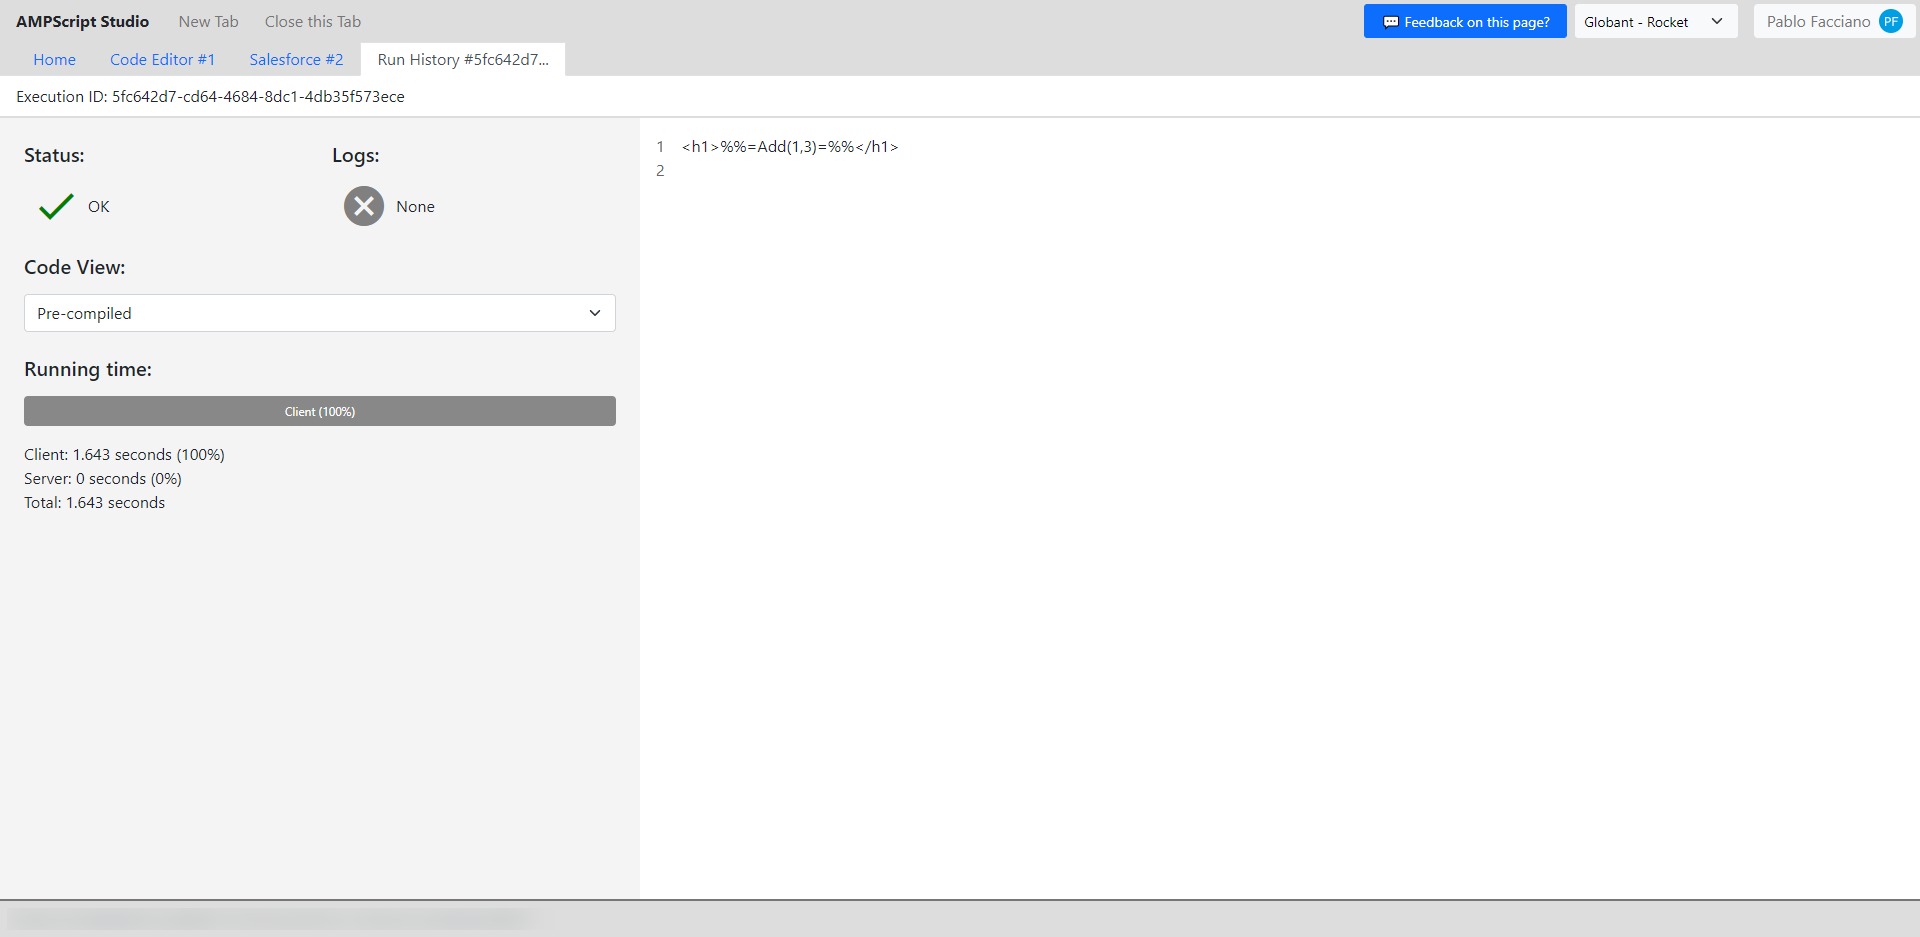 AMPScript Studio New Tab Close this Tab 💬 Feedback on this page? Globant - Rocket Pablo Facciano PF
Home Code Editor #1 Salesforce #2 Run History #5fc642d7...
Execution ID: 5fc642d7-cd64-4684-8dc1-4db35f573ece
Status: Logs:
OK None
Code View:
Pre-compiled
Running time:
Client (100%)
Client: 1.643 seconds (100%)
Server: 0 seconds (0%)
Total: 1.643 seconds
1 <h1>%%=Add(1,3)=%%</h1>
2